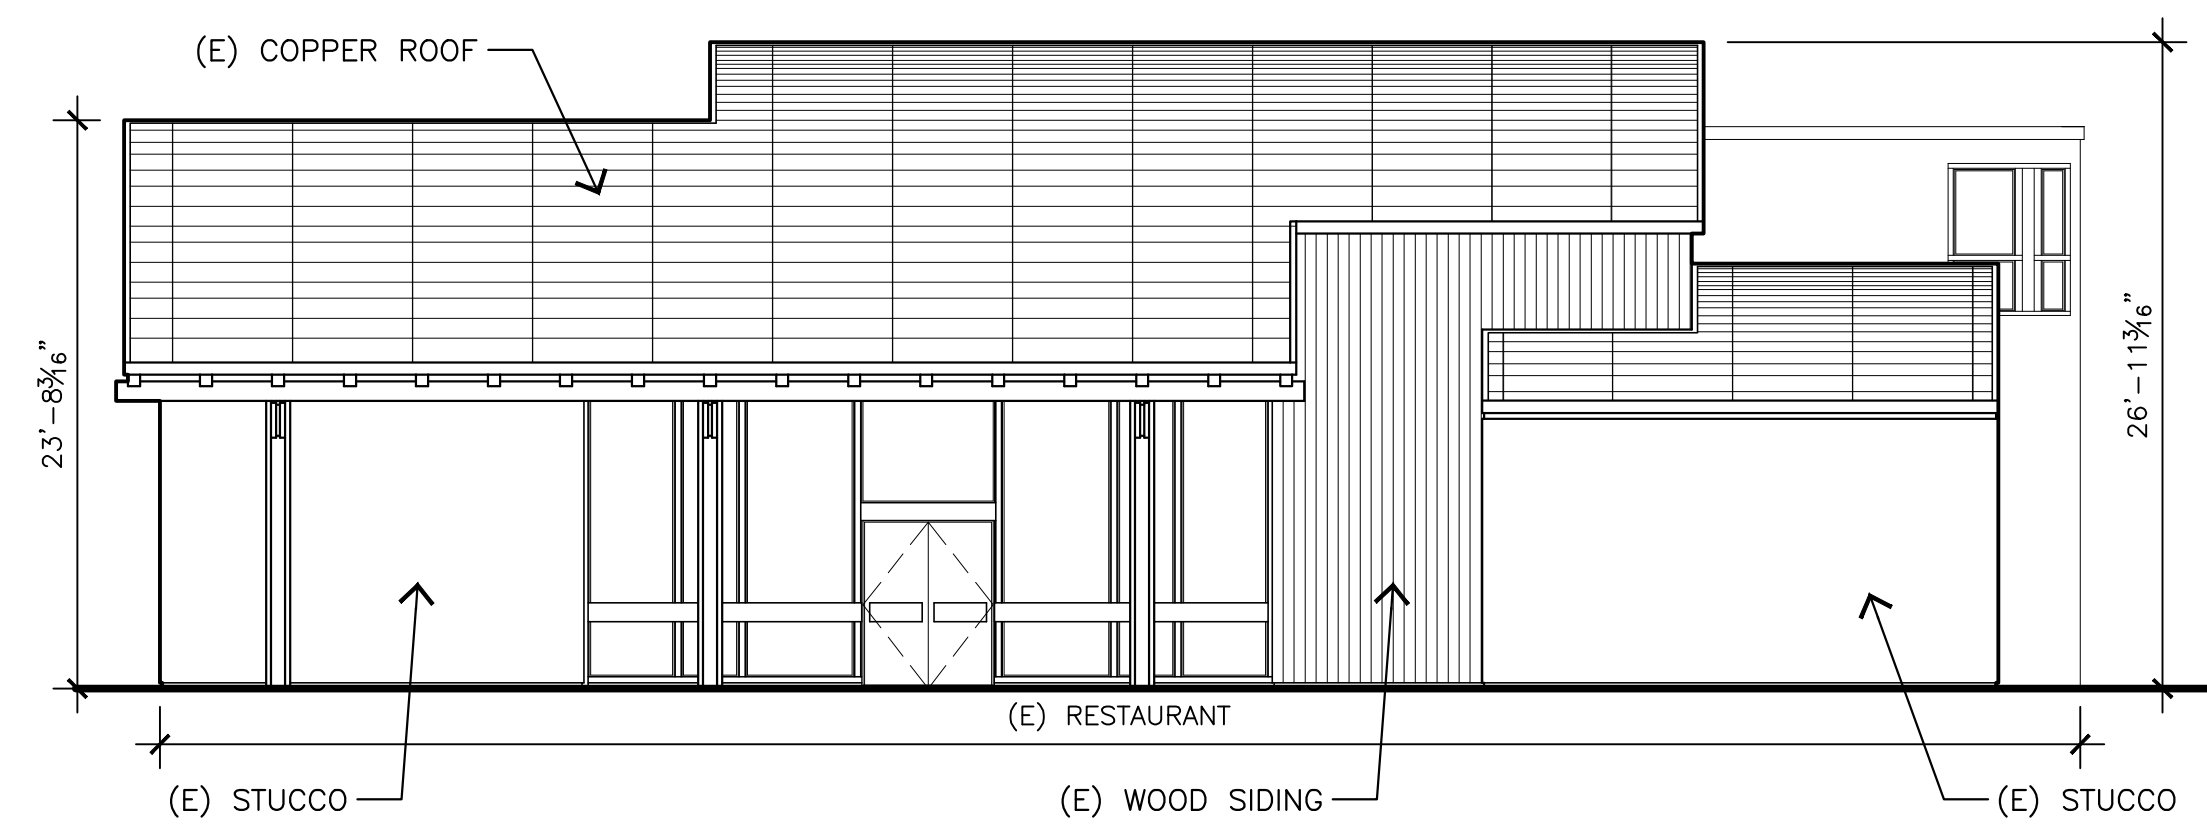 (E) COPPER ROOF
23'-8 3/16"
26'-11 3/16"
(E) RESTAURANT
(E) STUCCO
(E) WOOD SIDING
(E) STUCCO